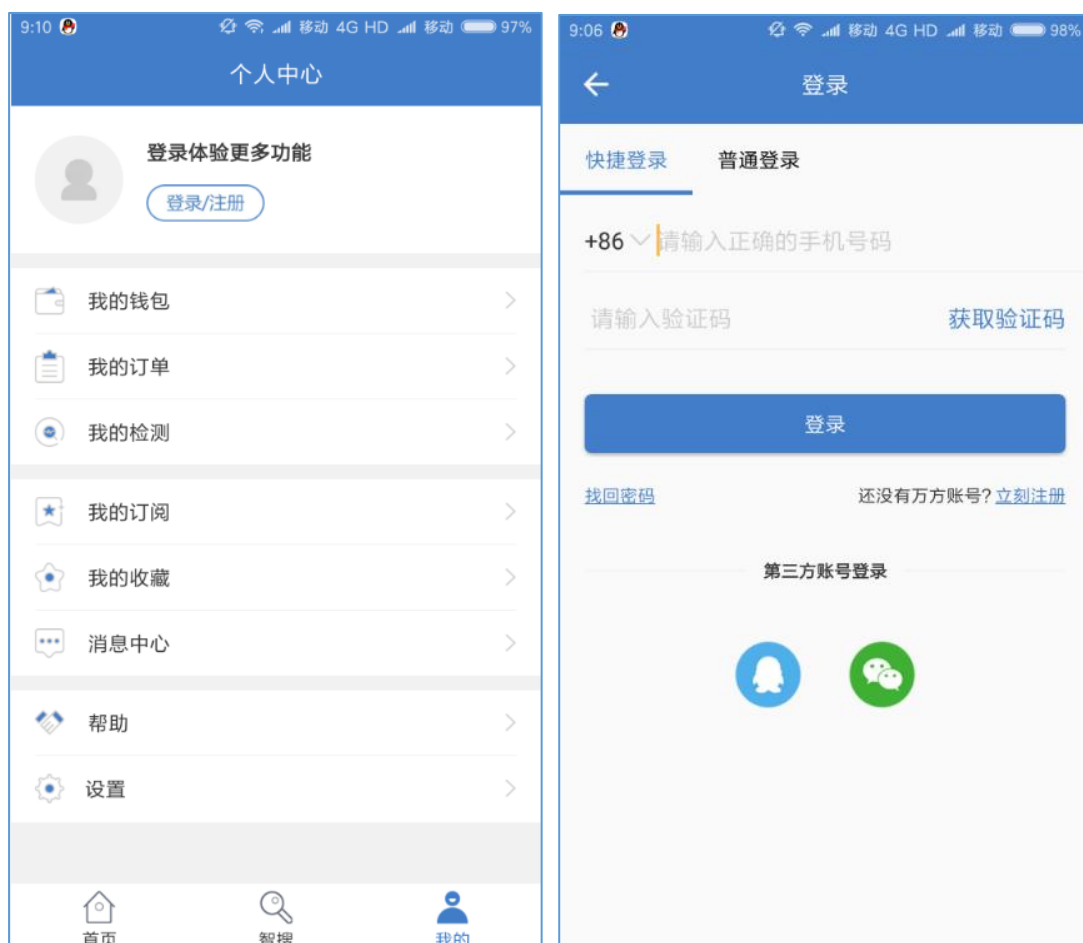 9:10 移动 4G HD 移动 97%
个人中心
登录体验更多功能
登录/注册
我的钱包
我的订单
我的检测
我的订阅
我的收藏
消息中心
帮助
设置
首页 智搜 我的
9:06 移动 4G HD 移动 98%
登录
快捷登录 普通登录
+86 请输入正确的手机号码
请输入验证码 获取验证码
登录
找回密码 还没有万方账号? 立刻注册
第三方账号登录